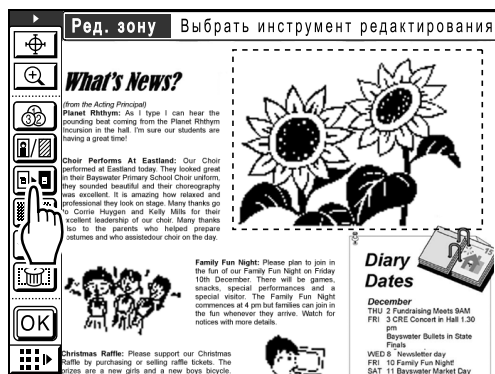 Ред. зону Выбрать инструмент редактирования
What's News?
(from the Acting Principal)
Planet Rhthym: As I type I can hear the
pounding beat coming from the Planet Rhthym
Incursion in the hall. I'm sure our students are
having a great time!
Choir Performs At Eastland: Our Choir
performed at Eastland today. They looked great
in their Bayswater Primary School Choir uniform,
they sounded beautiful and their choreography
was excellent. It is amazing how relaxed and
professional they look on stage. Many thanks go
to Corrie Huygen and Kelly Mills for their
excellent leadership of our choir. Many thanks
also to the parents who helped prepare
costumes and who assistedour choir on the day.
Family Fun Night: Please plan to join in
the fun of our Family Fun Night on Friday
10th December. There will be games,
snacks, special performances and a
special visitor. The Family Fun Night
commences at 4 pm but families can join in
the fun whenever they arrive. Watch for
notices with more details.
Christmas Raffle: Please support our Christmas
Raffle by purchasing or selling raffle tickets. The
prizes are a new girls and a new boys bicycle.
Diary
Dates
15
December
THU 2 Fundraising Meets 9AM
FRI 3 CRE Concert in Hall 1.30
pm
Bayswater Bullets in State
Finals
WED 8 Newsletter day
FRI 10 Family Fun Night!
SAT 11 Bayswater Market Day
1
3 2
OK